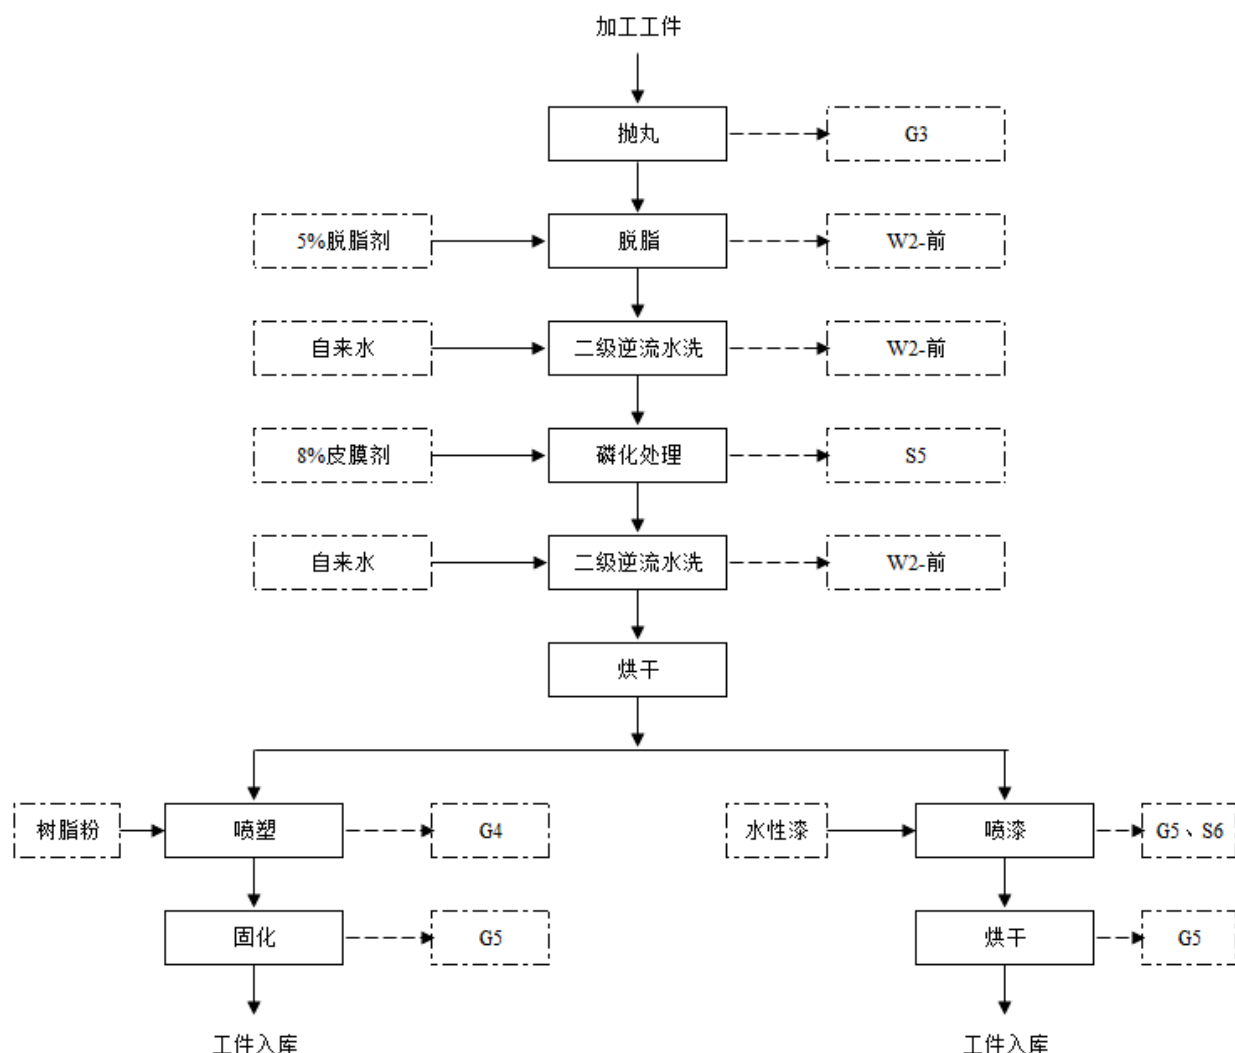 加工工件
抛丸
G3
5%脱脂剂
脱脂
W2-前
自来水
二级逆流水洗
W2-前
8%皮膜剂
磷化处理
S5
自来水
二级逆流水洗
W2-前
烘干
树脂粉
喷塑
G4
水性漆
喷漆
G5、S6
固化
G5
烘干
G5
工件入库
工件入库